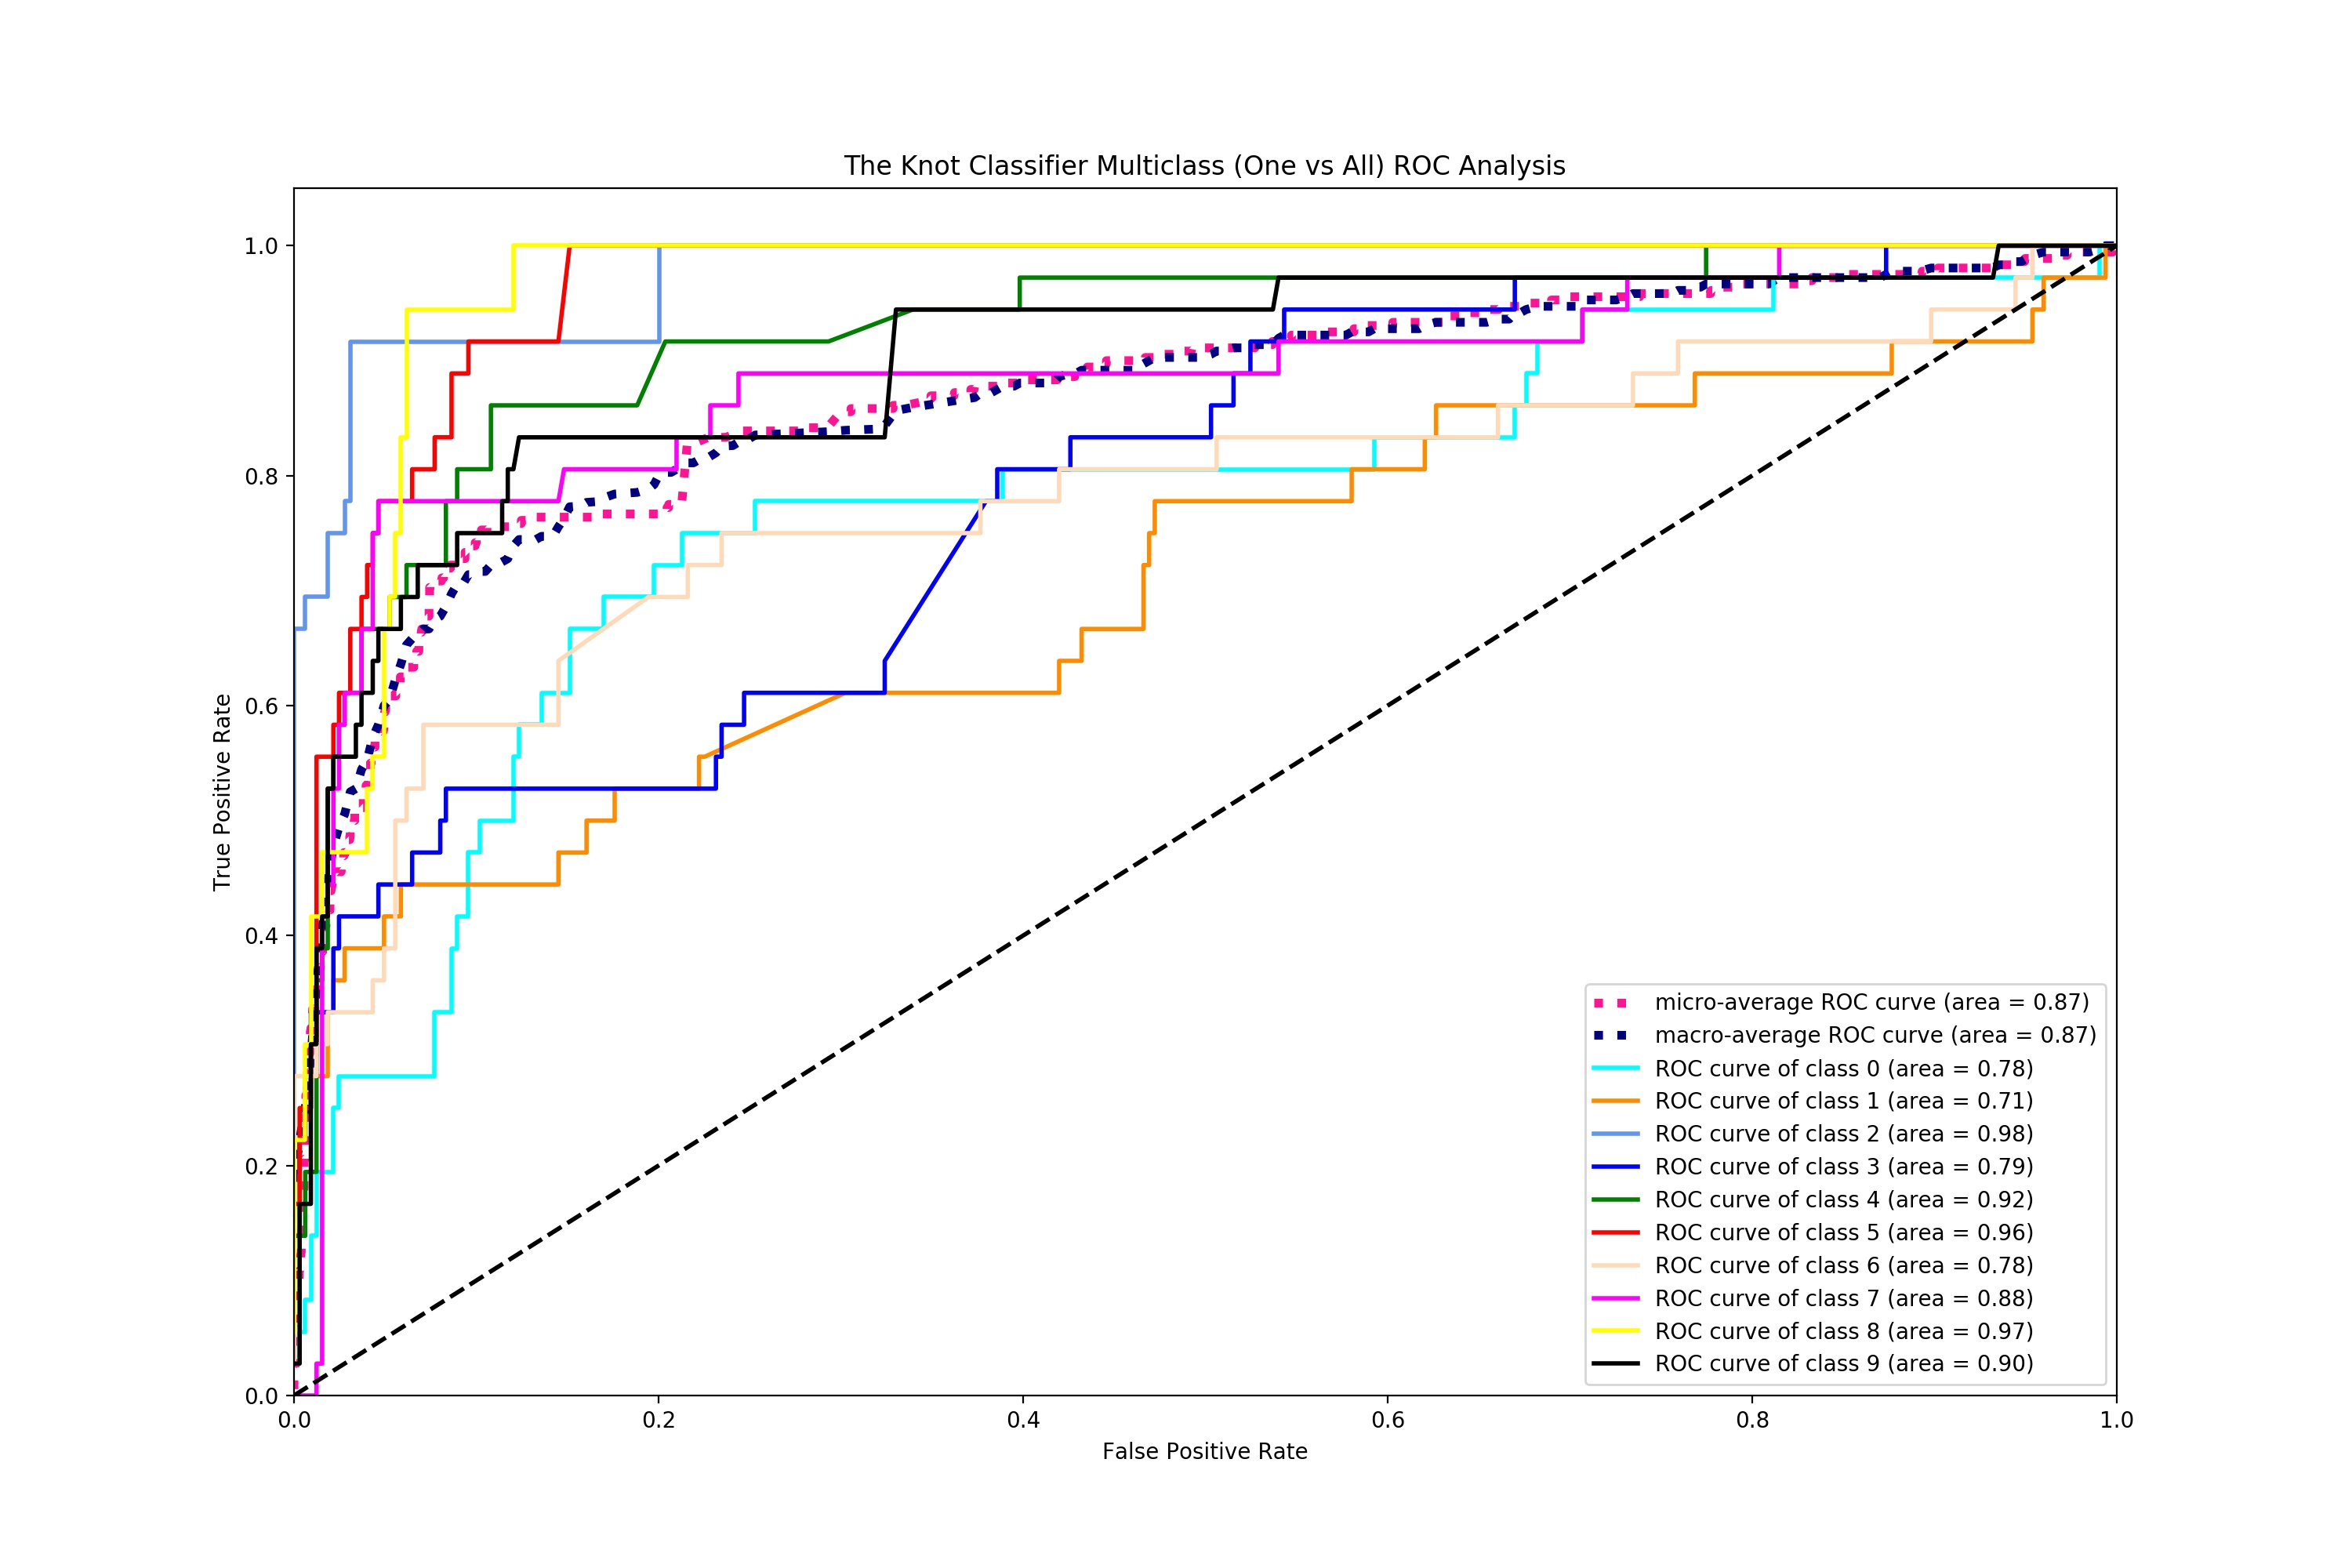 The Knot Classifier Multiclass (One vs All) ROC Analysis
1.0
0.8
0.6
0.4
0.2
0.0
True Positive Rate
micro-average ROC curve (area = 0.87)
macro-average ROC curve (area = 0.87)
ROC curve of class 0 (area = 0.78)
ROC curve of class 1 (area = 0.71)
ROC curve of class 2 (area = 0.98)
ROC curve of class 3 (area = 0.79)
ROC curve of class 4 (area = 0.92)
ROC curve of class 5 (area = 0.96)
ROC curve of class 6 (area = 0.78)
ROC curve of class 7 (area = 0.88)
ROC curve of class 8 (area = 0.97)
ROC curve of class 9 (area = 0.90)
0.0 0.2 0.4 0.6 0.8 1.0
False Positive Rate